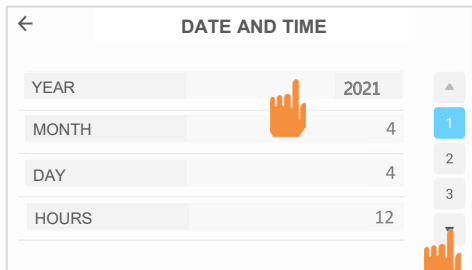 ← DATE AND TIME
YEAR 2021 ▲
MONTH 4 1
DAY 4 2
3
HOURS 12 ▼